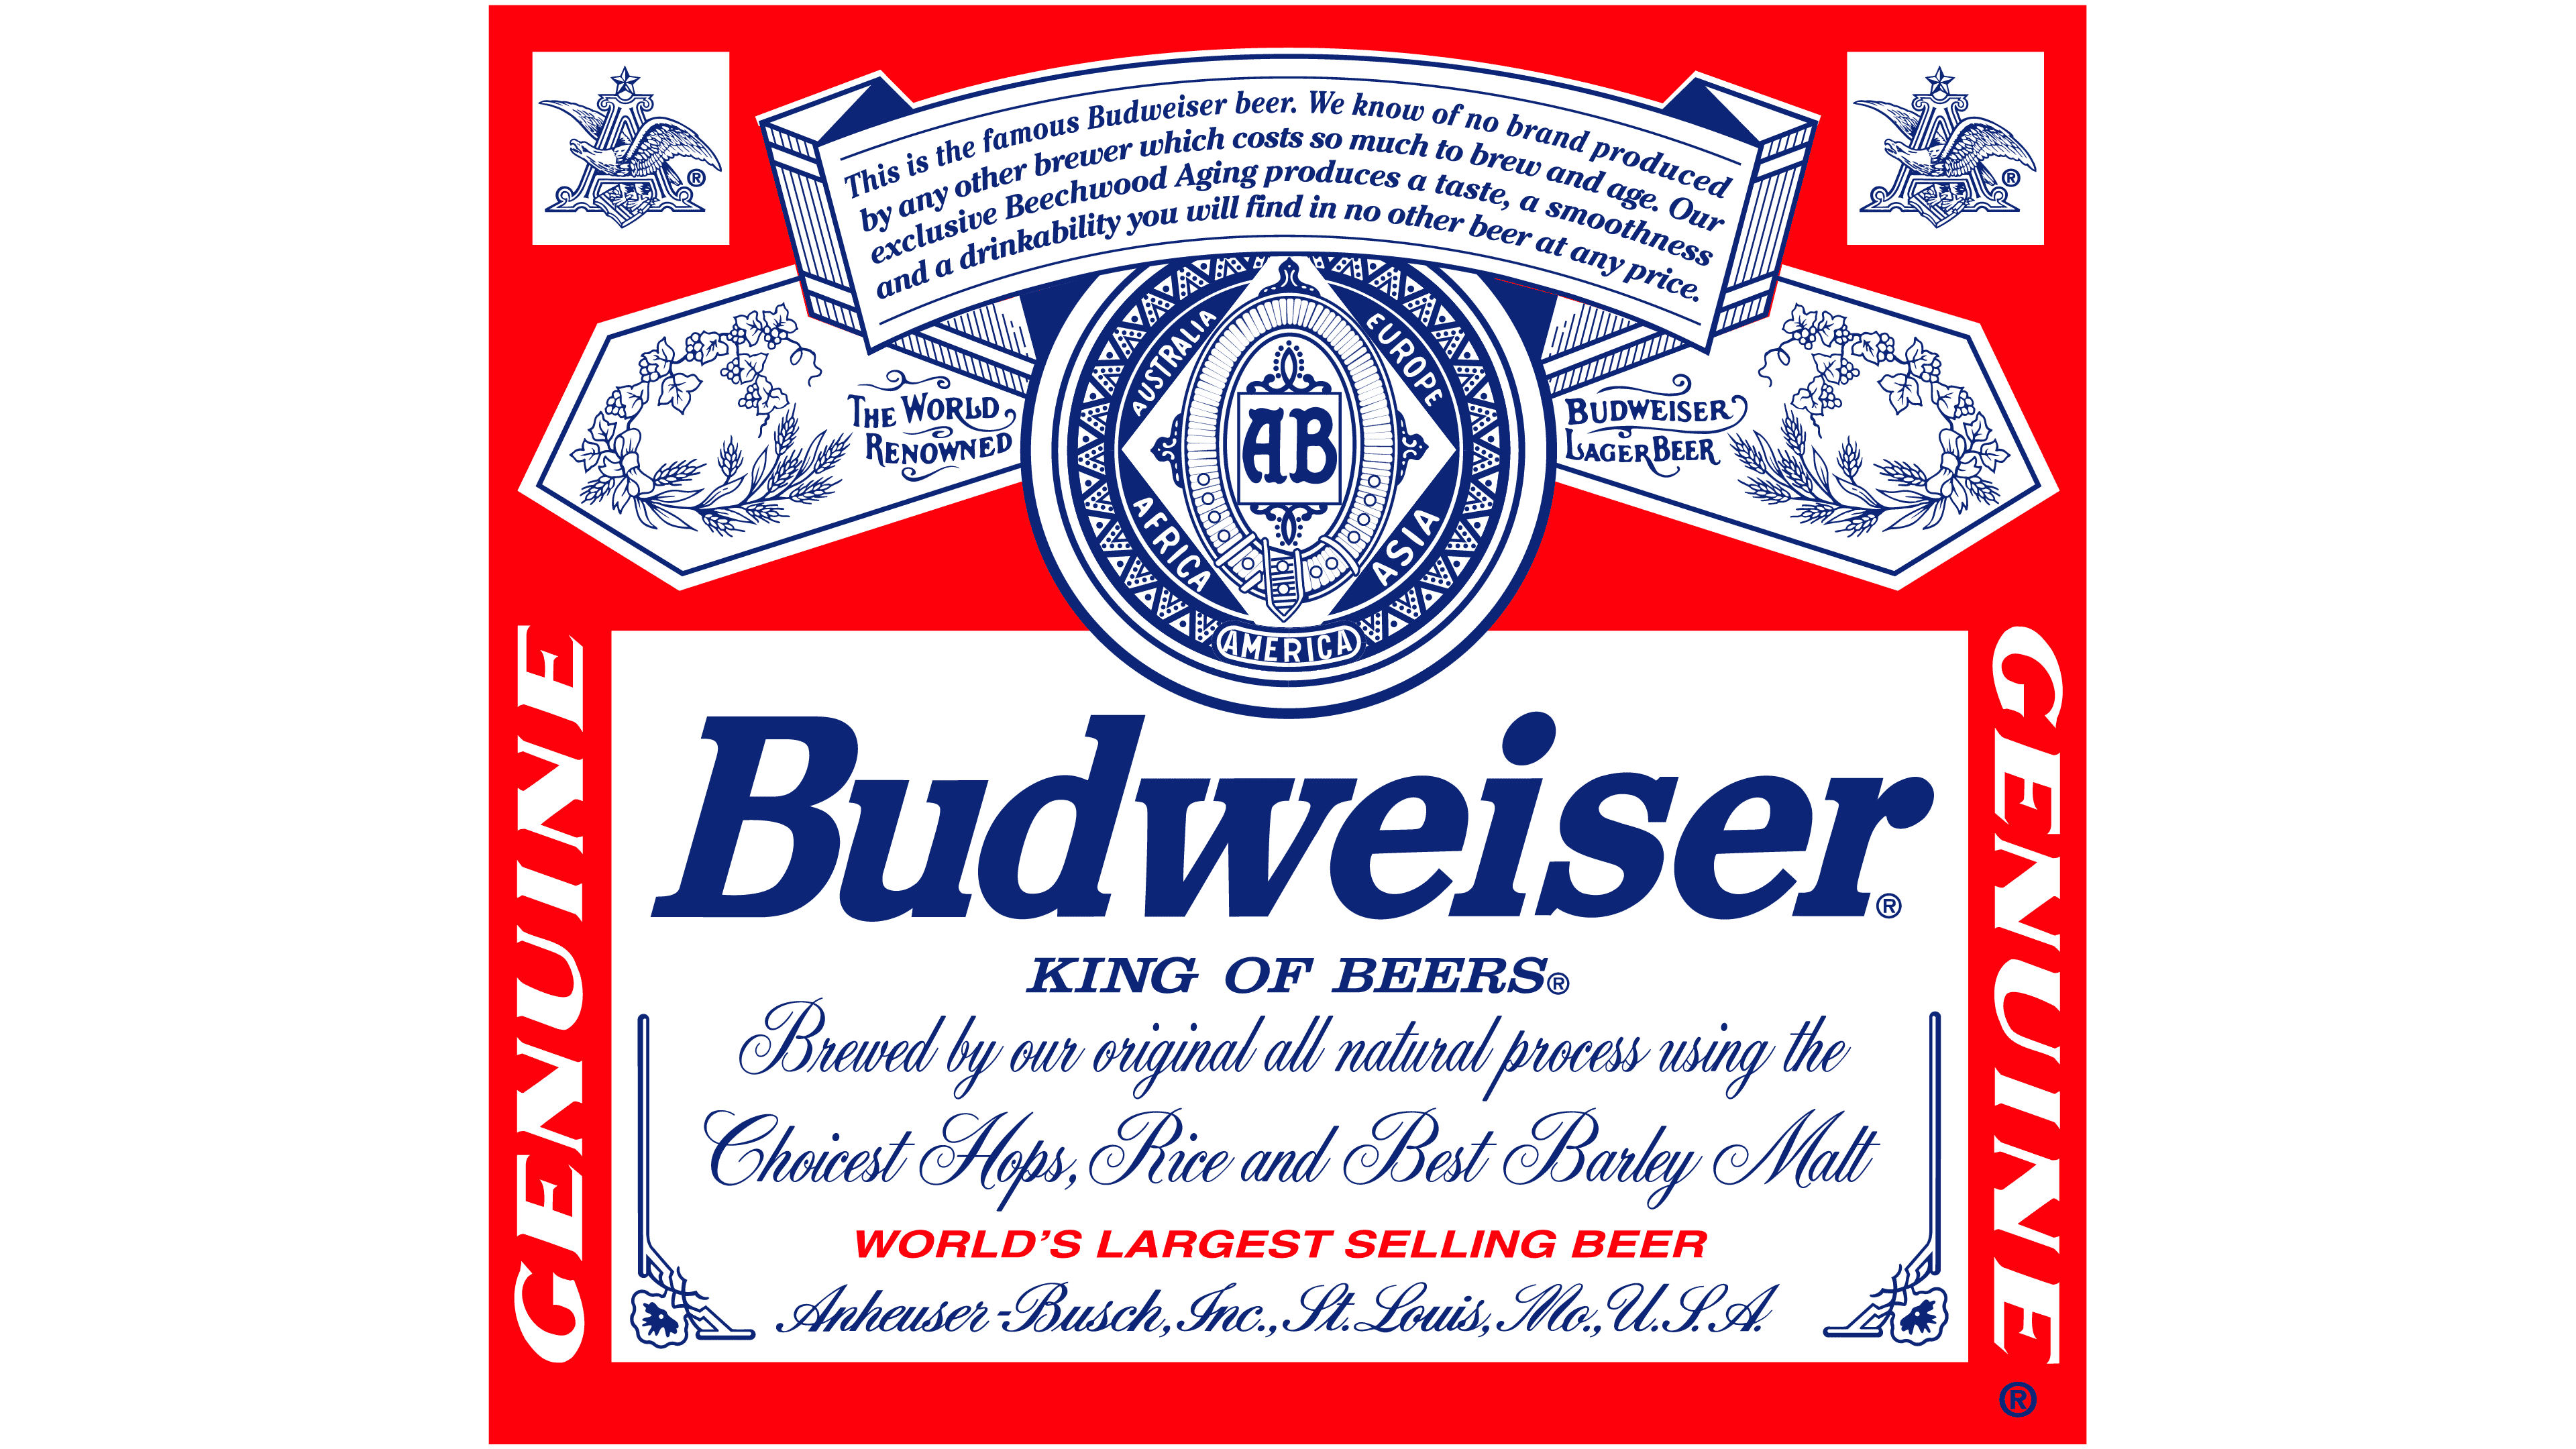 This is the famous Budweiser beer. We know of no brand produced
by any other brewer which costs so much to brew and age. Our
exclusive Beechwood Aging produces a taste, a smoothness
and a drinkability you will find in no other beer at any price.
A ®
A ®
THE WORLD
RENOWNED
AUSTRALIA
EUROPE
AB
AFRICA
ASIA
AMERICA
BUDWEISER
LAGER BEER
GENUINE
GENUINE
Budweiser®
KING OF BEERS®
Brewed by our original all natural process using the
Choicest Hops, Rice and Best Barley Malt
WORLD'S LARGEST SELLING BEER
Anheuser-Busch, Inc., St. Louis, Mo., U.S.A.
®